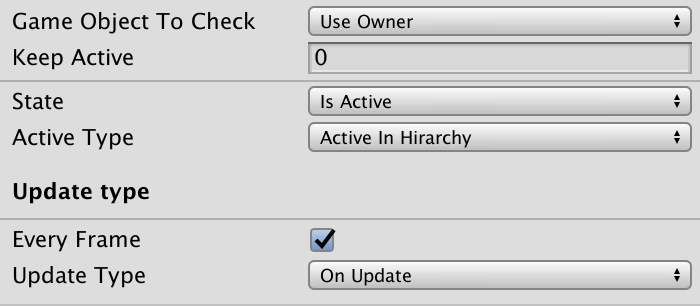 Game Object To Check Use Owner
Keep Active 0
State Is Active
Active Type Active In Hirarchy
Update type
Every Frame
Update Type On Update